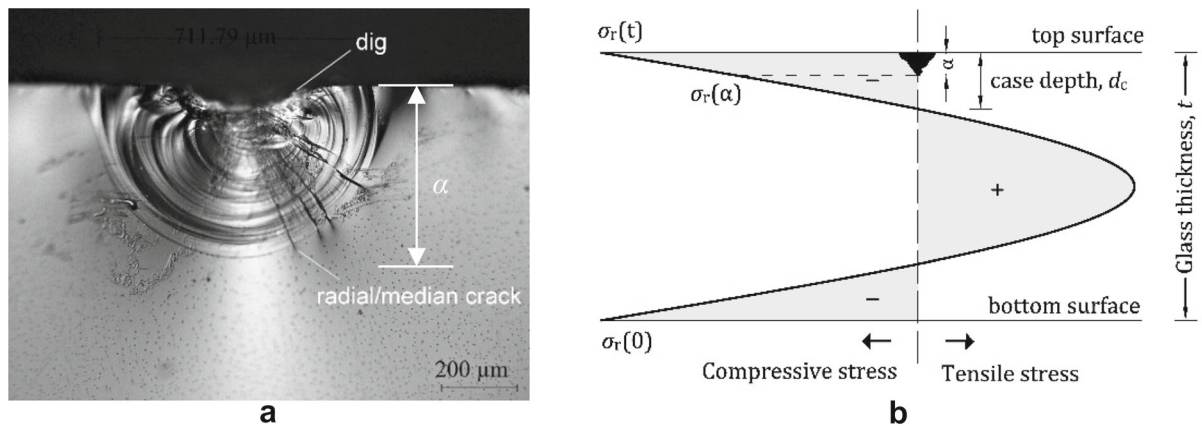 711.79 µm
dig
α
radial/median crack
200 µm
a
b
σr(t)
top surface
α
case depth, dc
σr(α)
Glass thickness, t
bottom surface
σr(0)
Compressive stress
Tensile stress
−
+
−